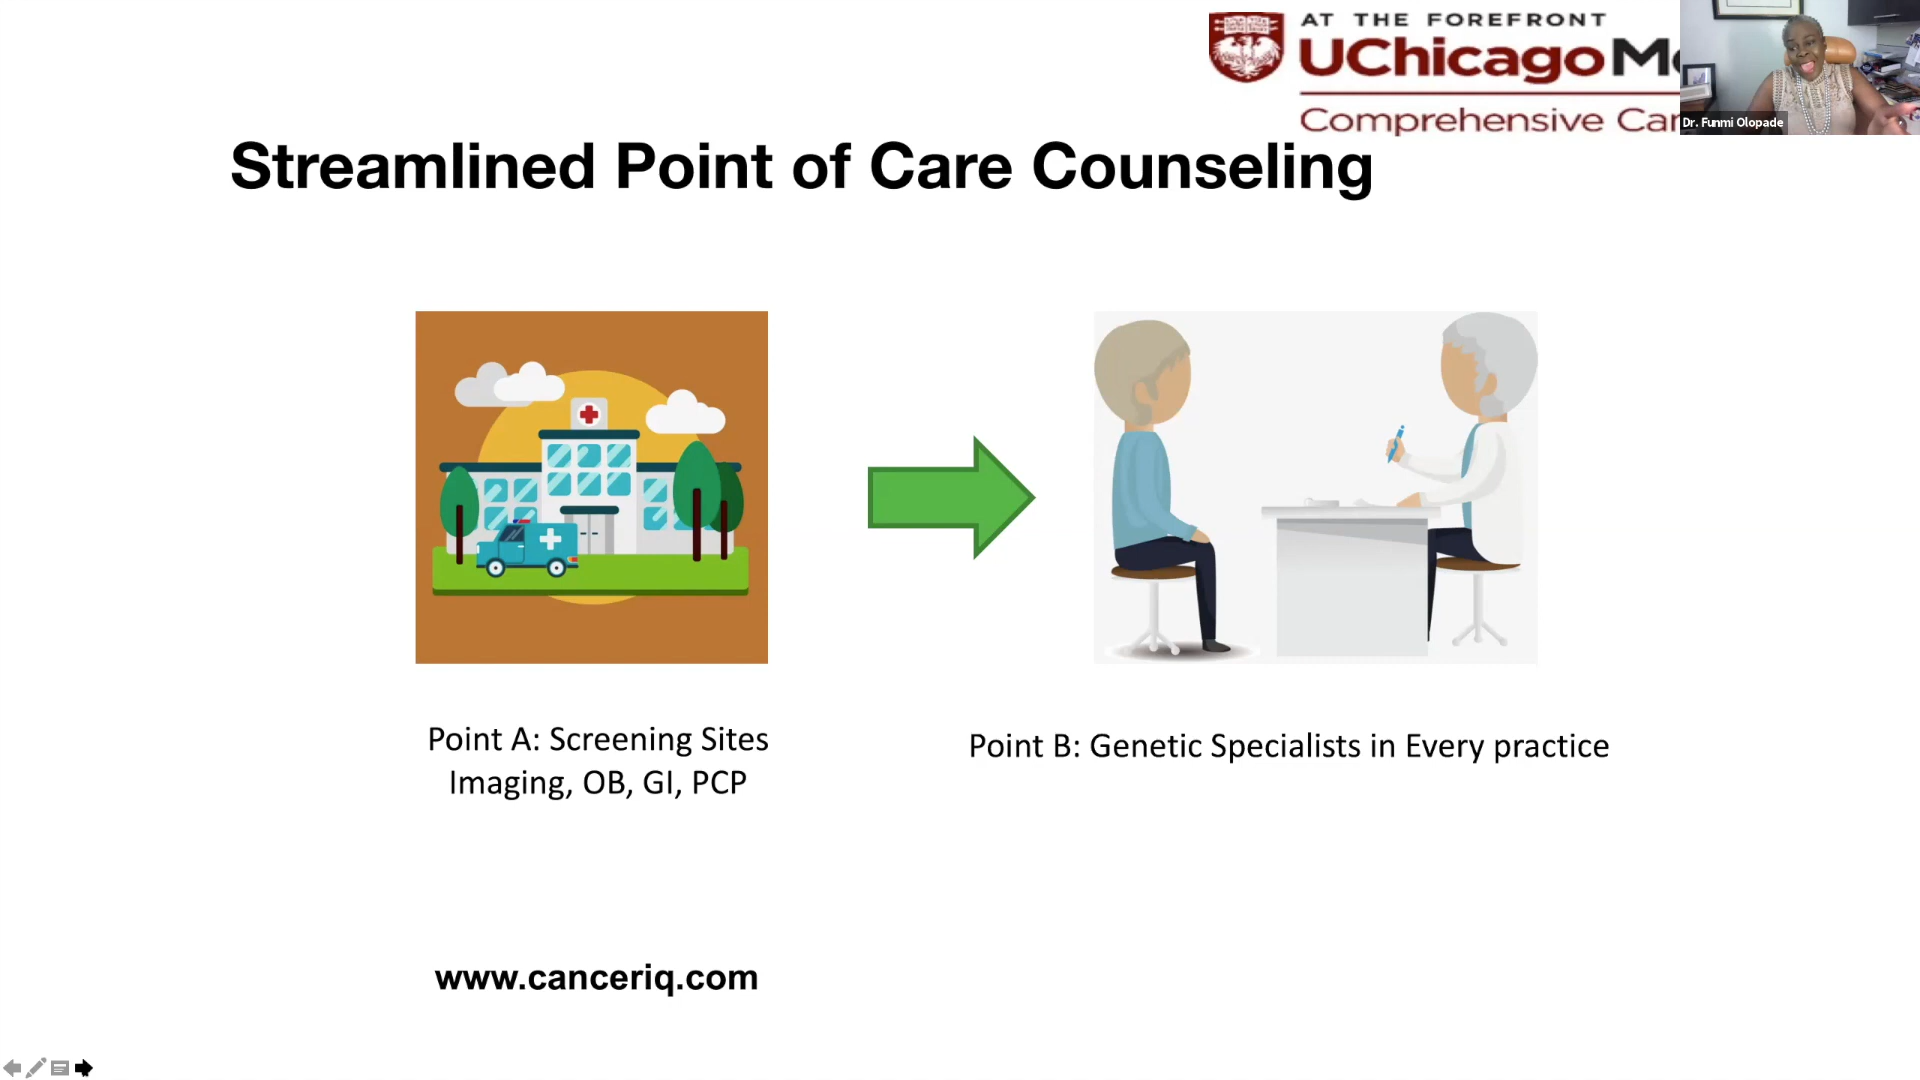 AT THE FOREFRONT
UChicago
Comprehensive
Dr. Funmi Olopade
Streamlined Point of Care Counseling
Point A: Screening Sites
Imaging, OB, GI, PCP
Point B: Genetic Specialists in Every practice
www.canceriq.com